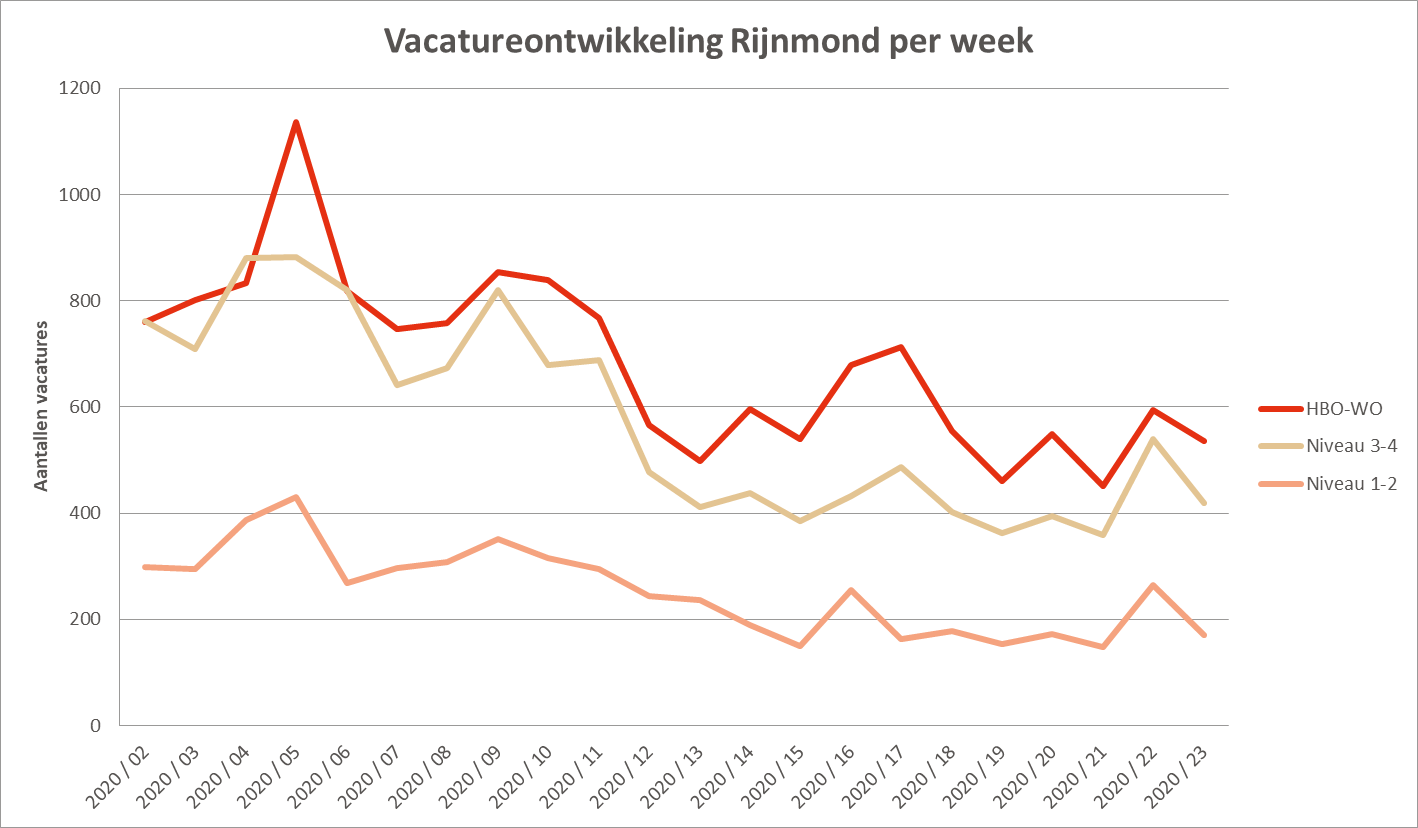 Vacatureontwikkeling Rijnmond per week
Aantallen vacatures
1200
1000
800
600
400
200
0
2020 / 02
2020 / 03
2020 / 04
2020 / 05
2020 / 06
2020 / 07
2020 / 08
2020 / 09
2020 / 10
2020 / 11
2020 / 12
2020 / 13
2020 / 14
2020 / 15
2020 / 16
2020 / 17
2020 / 18
2020 / 19
2020 / 20
2020 / 21
2020 / 22
2020 / 23
HBO-WO
Niveau 3-4
Niveau 1-2